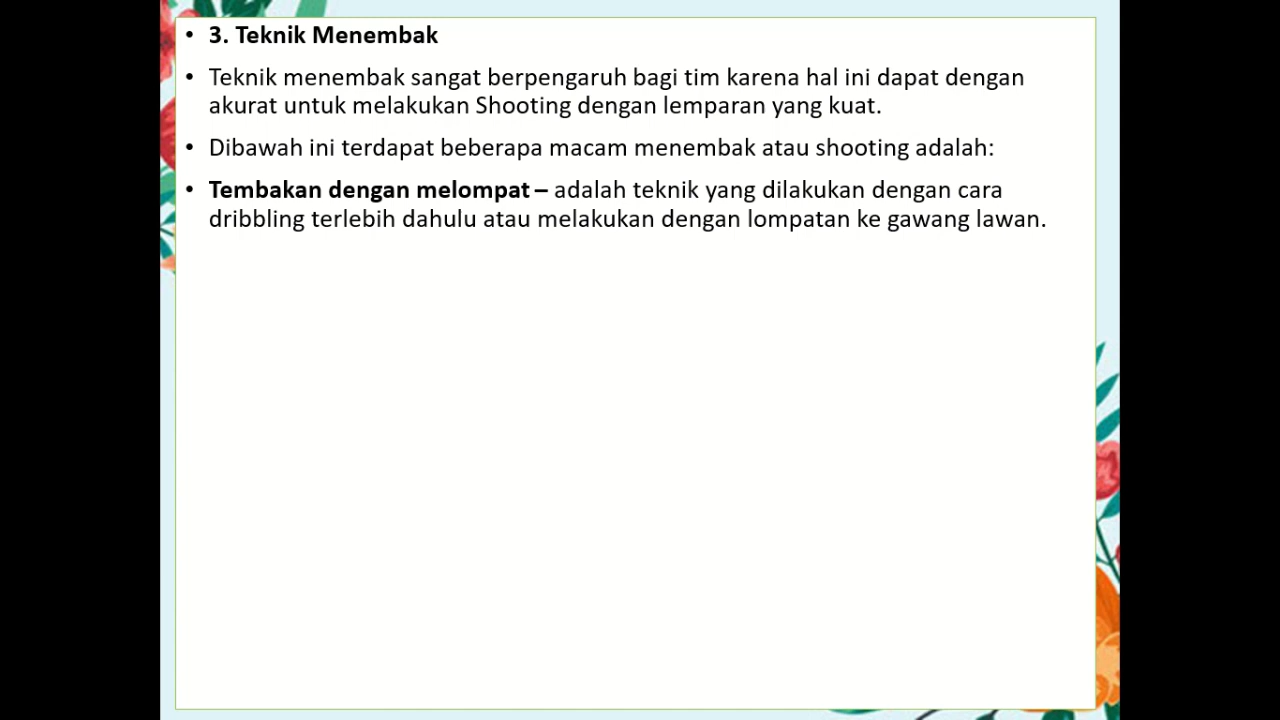 • 3. Teknik Menembak
• Teknik menembak sangat berpengaruh bagi tim karena hal ini dapat dengan
akurat untuk melakukan Shooting dengan lemparan yang kuat.
• Dibawah ini terdapat beberapa macam menembak atau shooting adalah:
• Tembakan dengan melompat – adalah teknik yang dilakukan dengan cara
dribbling terlebih dahulu atau melakukan dengan lompatan ke gawang lawan.